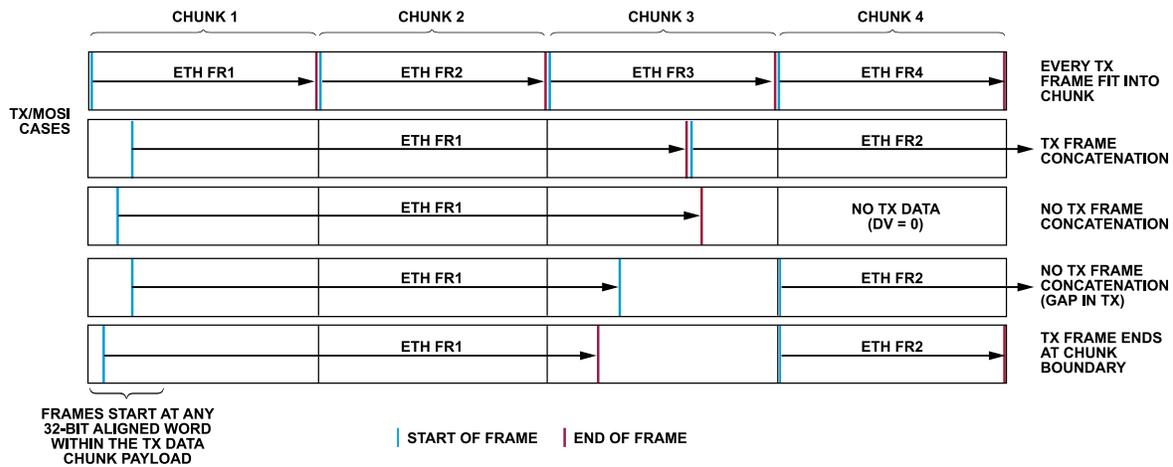 CHUNK 1 CHUNK 2 CHUNK 3 CHUNK 4
TX/MOSI
CASES
ETH FR1 ETH FR2 ETH FR3 ETH FR4
EVERY TX
FRAME FIT INTO
CHUNK
ETH FR1 ETH FR2
TX FRAME
CONCATENATION
ETH FR1
NO TX DATA
(DV = 0)
NO TX FRAME
CONCATENATION
ETH FR1 ETH FR2
NO TX FRAME
CONCATENATION
(GAP IN TX)
ETH FR1 ETH FR2
TX FRAME ENDS
AT CHUNK
BOUNDARY
FRAMES START AT ANY
32-BIT ALIGNED WORD
WITHIN THE TX DATA
CHUNK PAYLOAD
START OF FRAME END OF FRAME